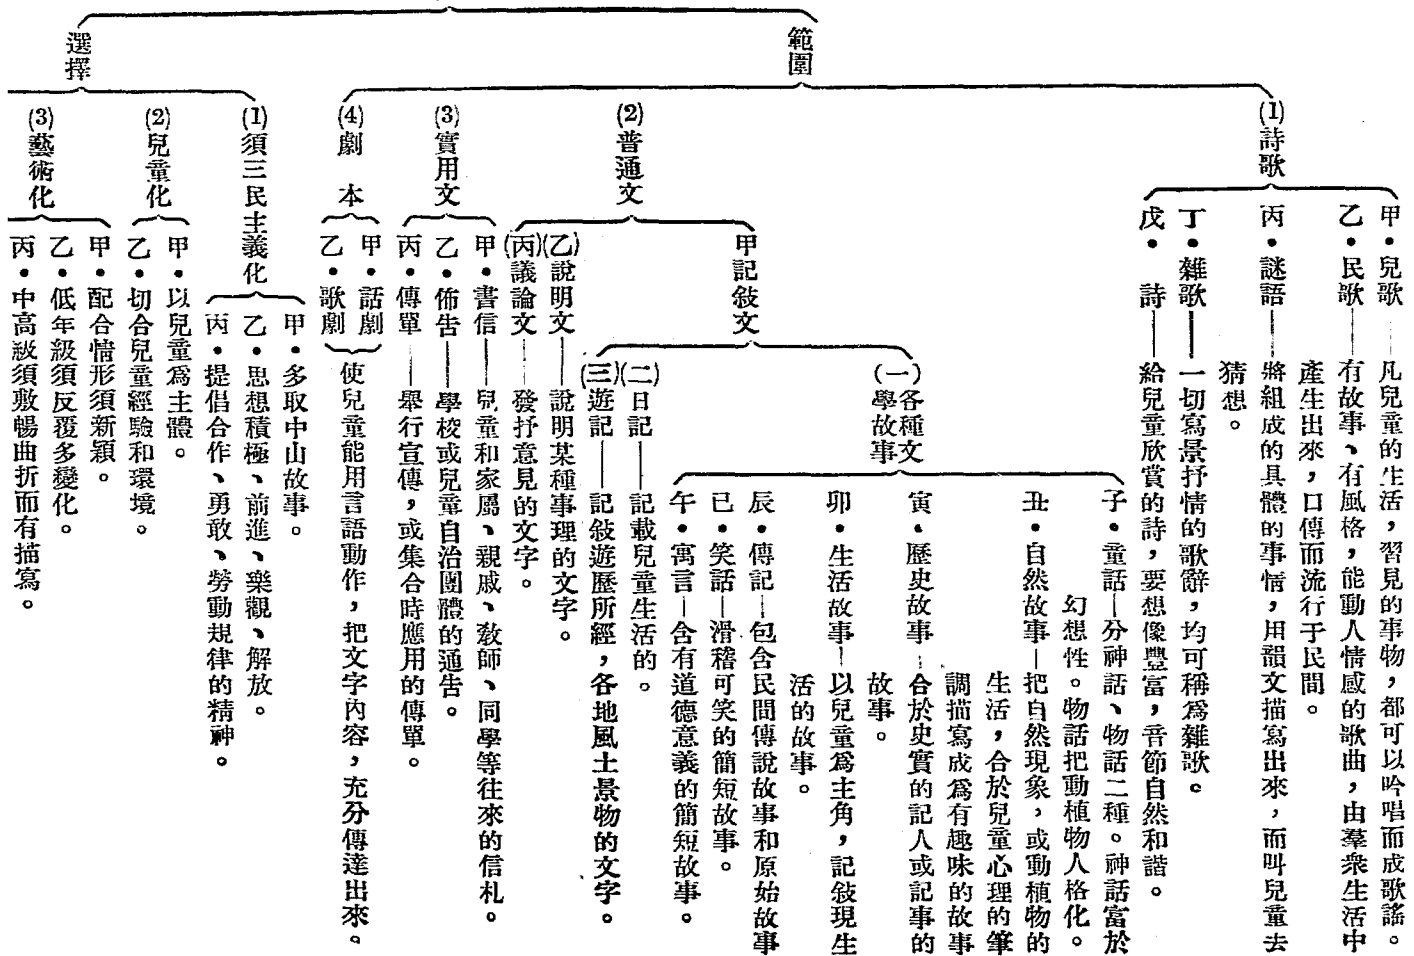 範圍
(1)詩歌
甲•兒歌——凡兒童的生活，習見的事物，都可以吟唱而成歌謠。
乙•民歌——有故事、有風格，能動人情感的歌曲，由羣衆生活中
產生出來，口傳而流行于民間。
丙•謎語——將組成的具體的事情，用韻文描寫出來，而叫兒童去
猜想。
丁•雜歌——一切寫景抒情的歌辭，均可稱爲雜歌。
戊•　詩——給兒童欣賞的詩，要想像豐富，音節自然和諧。
(2)普通文
甲記敍文
(一)各種文
學故事
子•童話—分神話、物話二種。神話富於
幻想性。物話把動植物人格化。
丑•自然故事—把自然現象，或動植物的
生活，合於兒童心理的筆
調描寫成爲有趣味的故事
寅•歷史故事—合於史實的記人或記事的
故事。
卯•生活故事—以兒童爲主角，記敍現生
活的故事。
辰•傳記—包含民間傳說故事和原始故事
已•笑話—滑稽可笑的簡短故事。
午•寓言—含有道德意義的簡短故事。
(二)日記——記載兒童生活的。
(三)遊記——記敍遊歷所經，各地風土景物的文字。
(乙)說明文——說明某種事理的文字。
(丙)議論文——發抒意見的文字。
(3)實用文
甲•書信——兒童和家屬、親戚、教師、同學等往來的信札。
乙•佈告——學校或兒童自治團體的通告。
丙•傳單——舉行宣傳，或集合時應用的傳單。
(4)劇　本
甲•話劇
乙•歌劇
使兒童能用言語動作，把文字內容，充分傳達出來。
選擇
(1)須三民主義化
甲•多取中山故事。
乙•思想積極、前進、樂觀、解放。
丙•提倡合作、勇敢、勞動規律的精神。
(2)兒童化
甲•以兒童爲主體。
乙•切合兒童經驗和環境。
(3)藝術化
甲•配合情形須新穎。
乙•低年級須反覆多變化。
丙•中高級須敷暢曲折而有描寫。